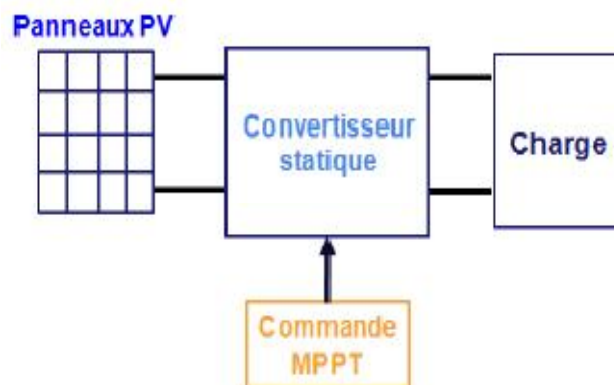 Panneaux PV
Convertisseur
statique
Charge
Commande
MPPT